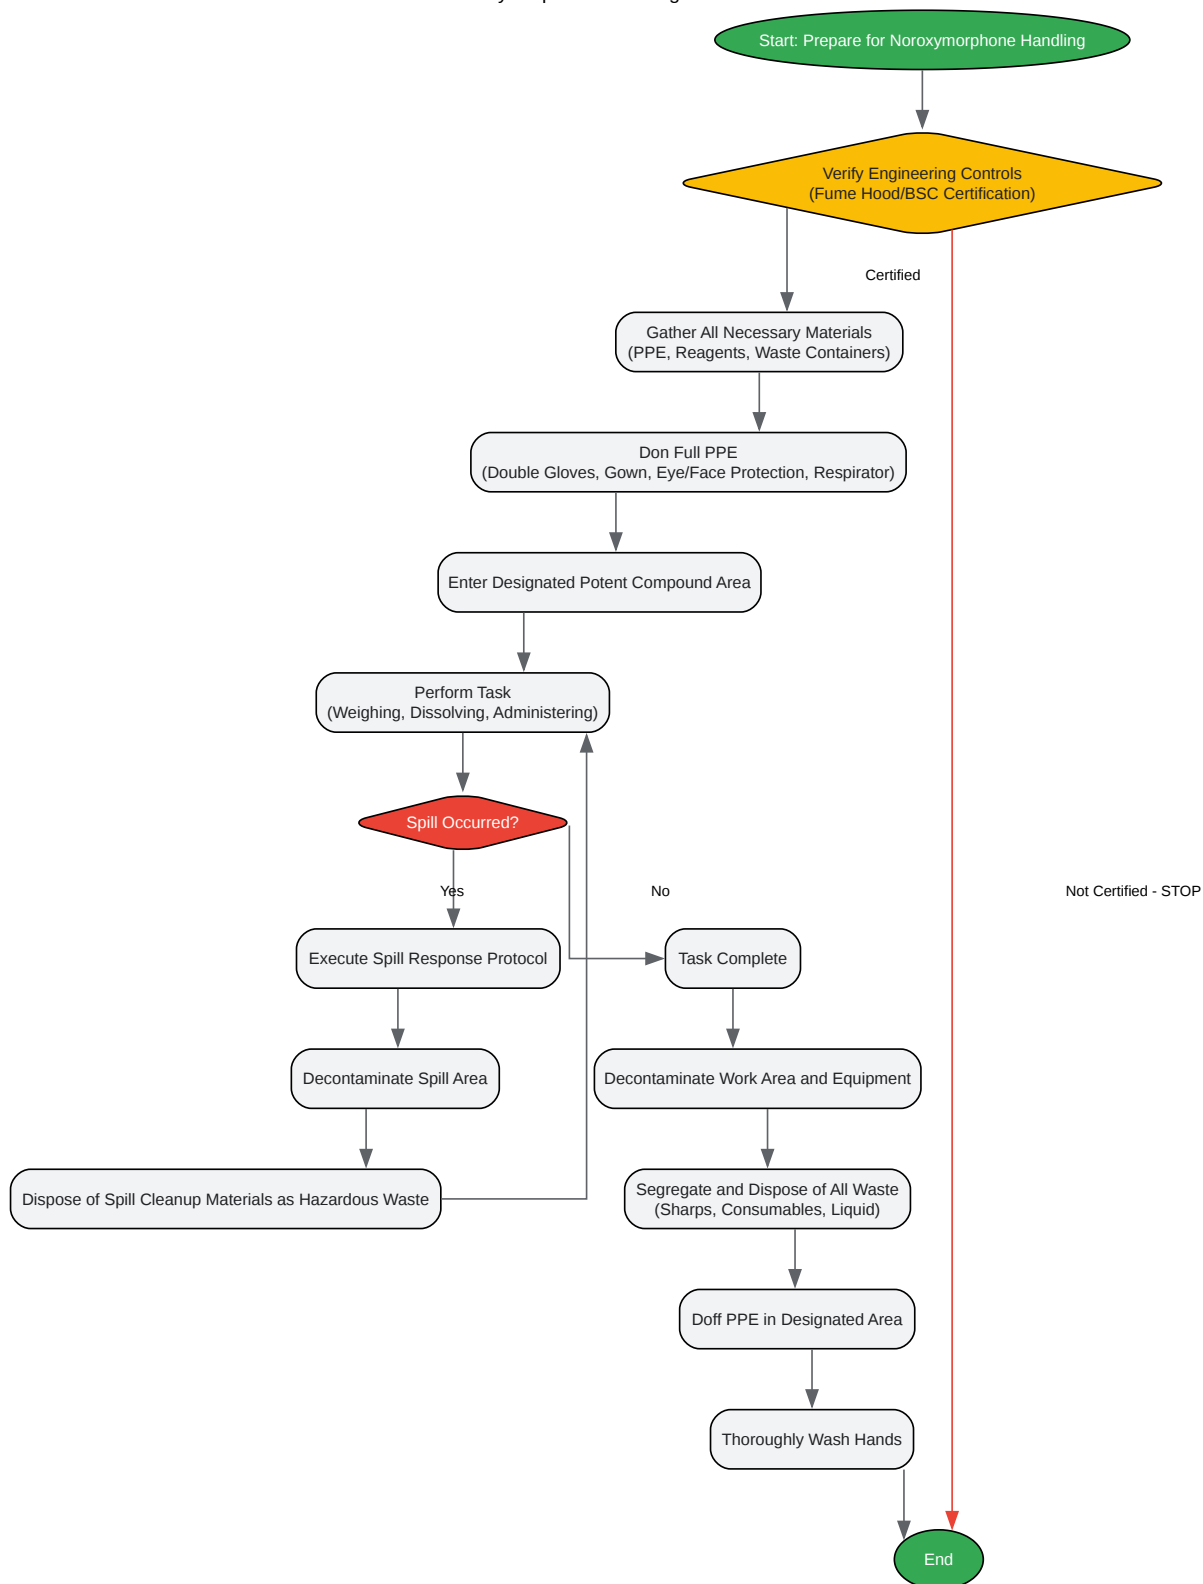 Start: Prepare for Noroxymorphone Handling
Verify Engineering Controls
(Fume Hood/BSC Certification)
Certified
Gather All Necessary Materials
(PPE, Reagents, Waste Containers)
Don Full PPE
(Double Gloves, Gown, Eye/Face Protection, Respirator)
Enter Designated Potent Compound Area
Perform Task
(Weighing, Dissolving, Administering)
Spill Occurred?
Yes
No
Not Certified - STOP
Execute Spill Response Protocol
Task Complete
Decontaminate Spill Area
Decontaminate Work Area and Equipment
Dispose of Spill Cleanup Materials as Hazardous Waste
Segregate and Dispose of All Waste
(Sharps, Consumables, Liquid)
Doff PPE in Designated Area
Thoroughly Wash Hands
End